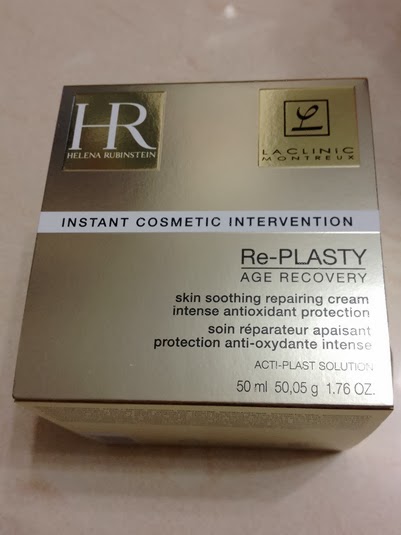 HR
HELENA RUBINSTEIN
LACLINIC
MONTREUX
INSTANT COSMETIC INTERVENTION
Re-PLASTY
AGE RECOVERY
skin soothing repairing cream
intense antioxidant protection
soin réparateur apaisant
protection anti-oxydante intense
ACTI-PLAST SOLUTION
50 ml 50,05 g 1.76 OZ.